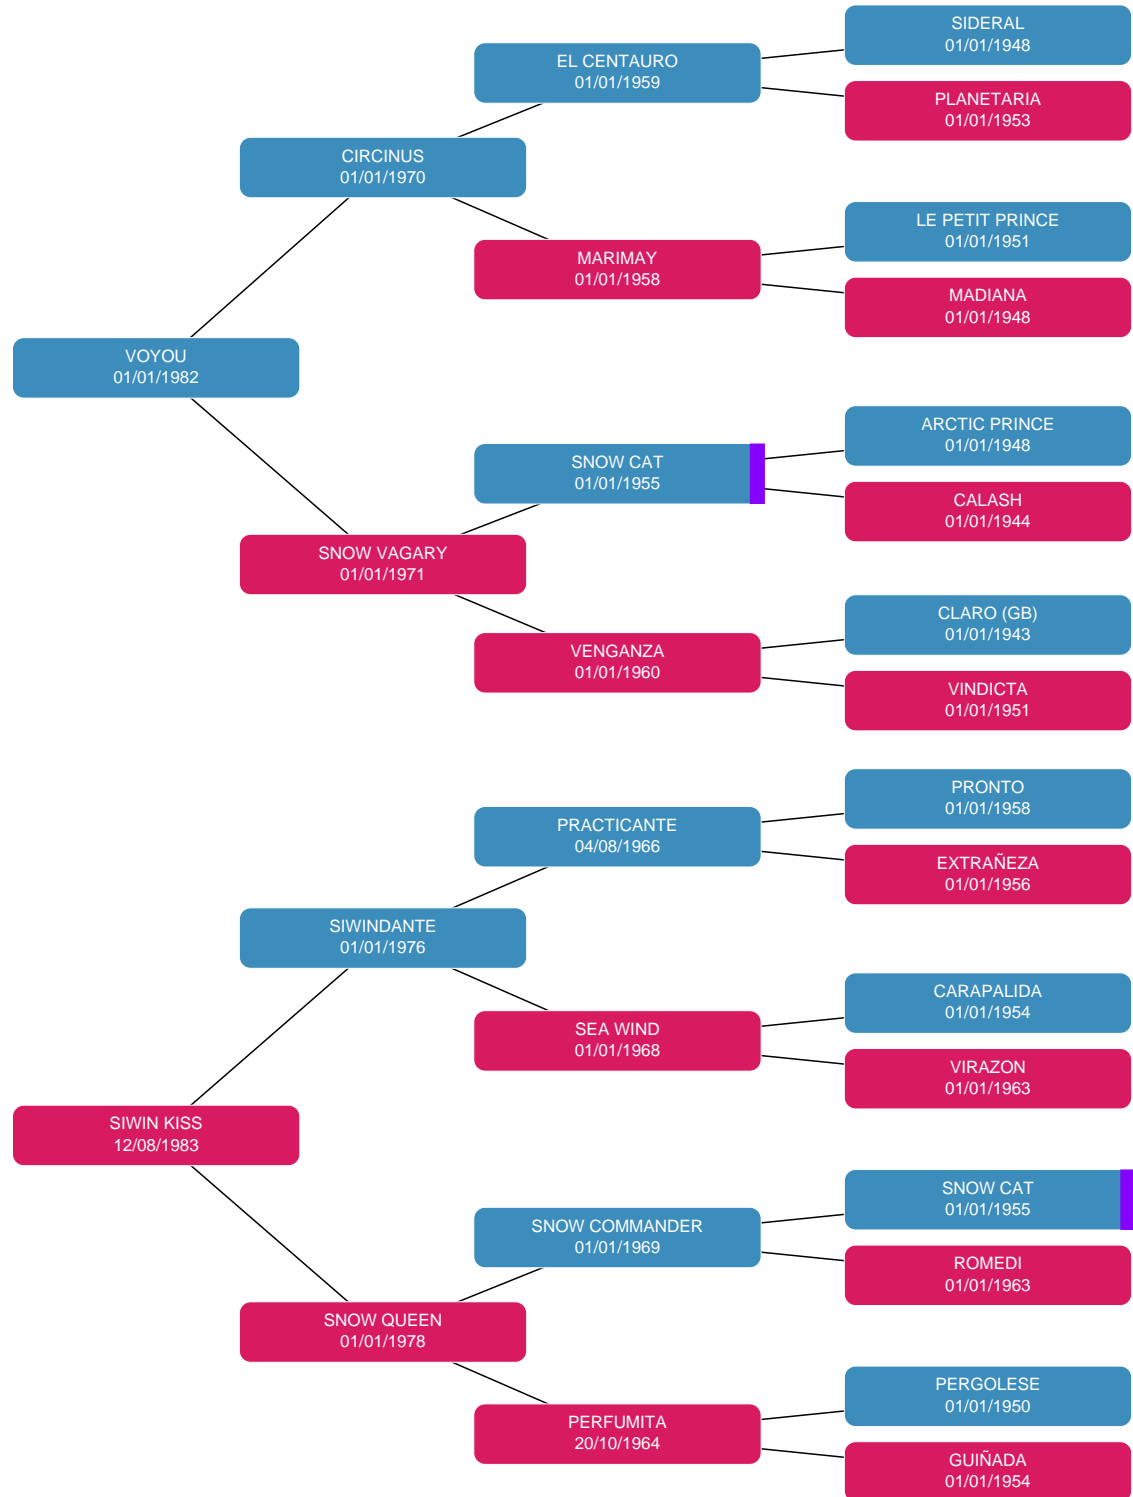 SIDERAL
01/01/1948
EL CENTAURO
01/01/1959
PLANETARIA
01/01/1953
CIRCINUS
01/01/1970
LE PETIT PRINCE
01/01/1951
MARIMAY
01/01/1958
MADIANA
01/01/1948
VOYOU
01/01/1982
ARCTIC PRINCE
01/01/1948
SNOW CAT
01/01/1955
CALASH
01/01/1944
SNOW VAGARY
01/01/1971
CLARO (GB)
01/01/1943
VENGANZA
01/01/1960
VINDICTA
01/01/1951
PRONTO
01/01/1958
PRACTICANTE
04/08/1966
EXTRAÑEZA
01/01/1956
SIWINDANTE
01/01/1976
CARAPALIDA
01/01/1954
SEA WIND
01/01/1968
VIRAZON
01/01/1963
SIWIN KISS
12/08/1983
SNOW CAT
01/01/1955
SNOW COMMANDER
01/01/1969
ROMEDI
01/01/1963
SNOW QUEEN
01/01/1978
PERGOLESE
01/01/1950
PERFUMITA
20/10/1964
GUIÑADA
01/01/1954